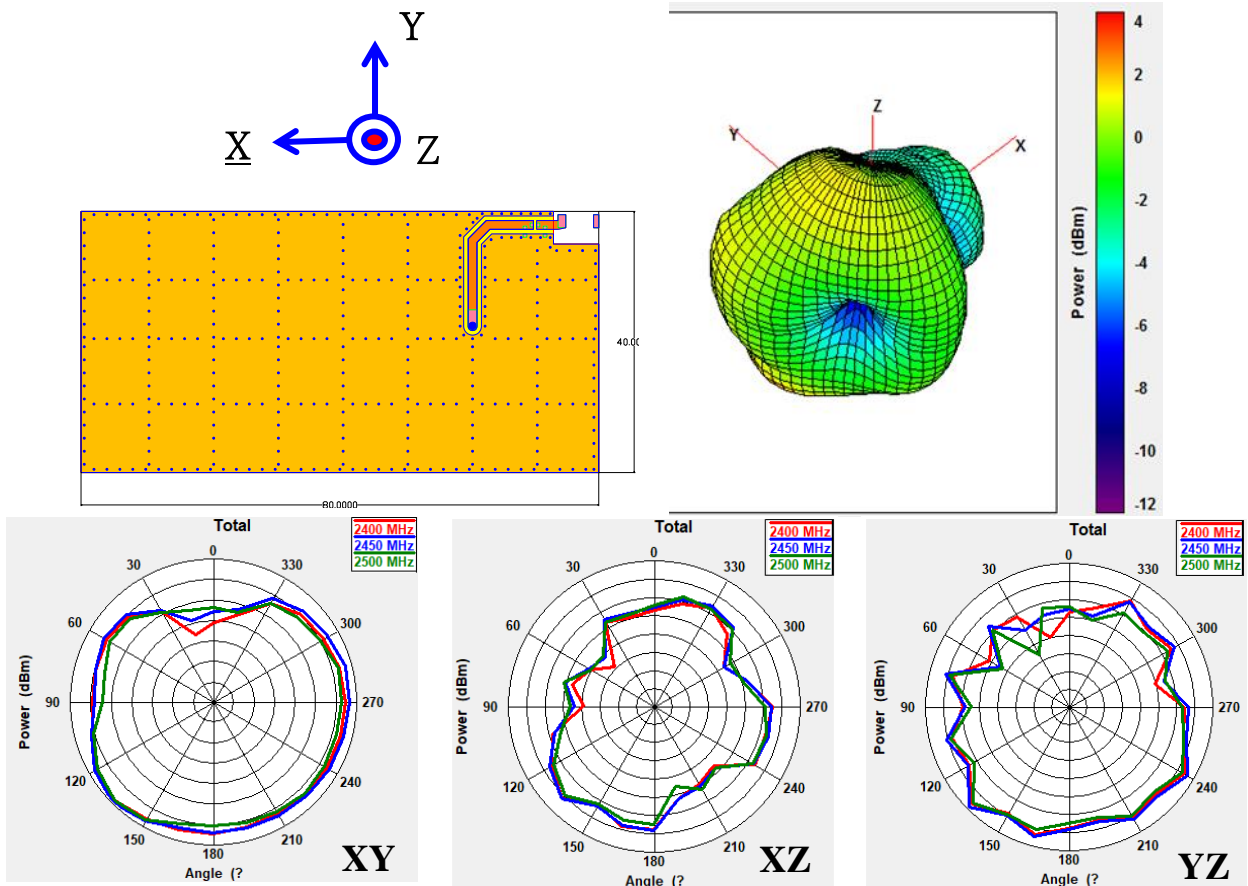 Y
X
Z
40.00
80.0000
Z
Y
X
4
2
0
-2
-4
-6
-8
-10
-12
Power (dBm)
Total
2400 MHz
2450 MHz
2500 MHz
0
30
330
60
300
90
270
120
240
150
210
180
Power (dBm)
Angle (?
XY
Total
2400 MHz
2450 MHz
2500 MHz
0
30
330
60
300
90
270
120
240
150
210
180
Power (dBm)
Angle (?
XZ
Total
2400 MHz
2450 MHz
2500 MHz
0
30
330
60
300
90
270
120
240
150
210
180
Power (dBm)
Angle (?
YZ